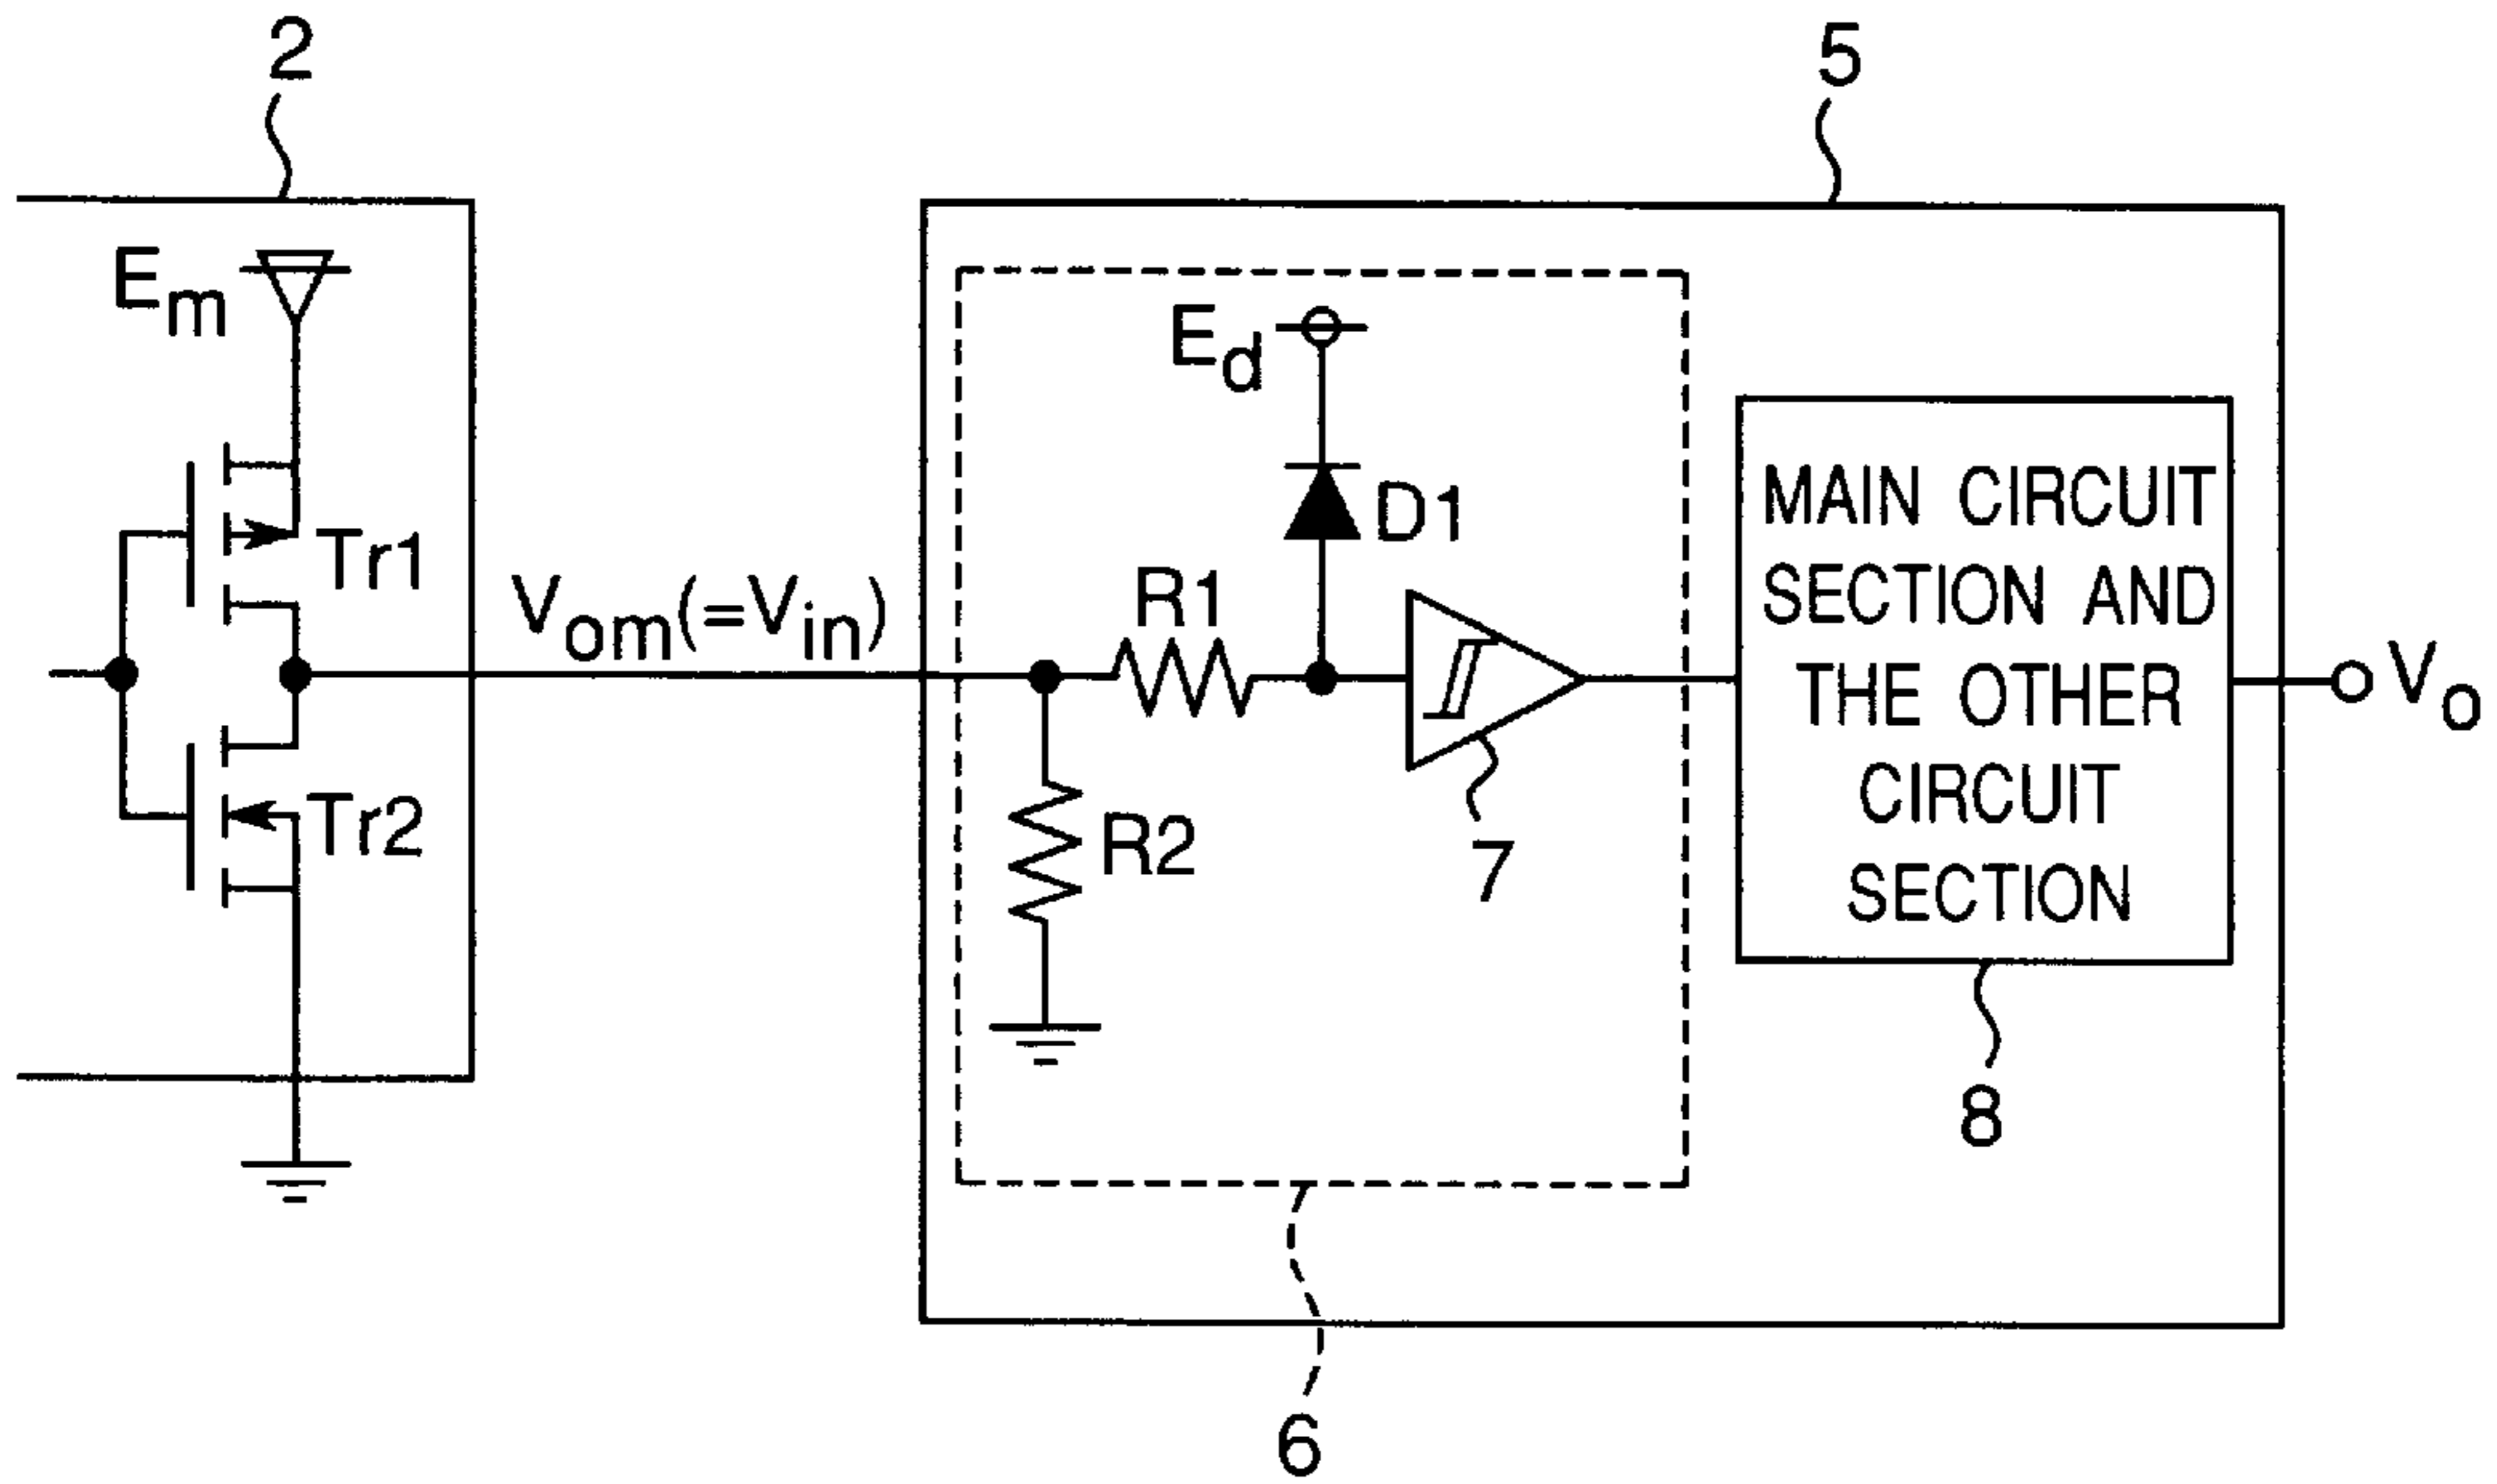 2
5
Em
Ed
D1
Tr1
Vom(=Vin)
R1
Tr2
R2
7
MAIN CIRCUIT
SECTION AND
THE OTHER
CIRCUIT
SECTION
Vo
8
6